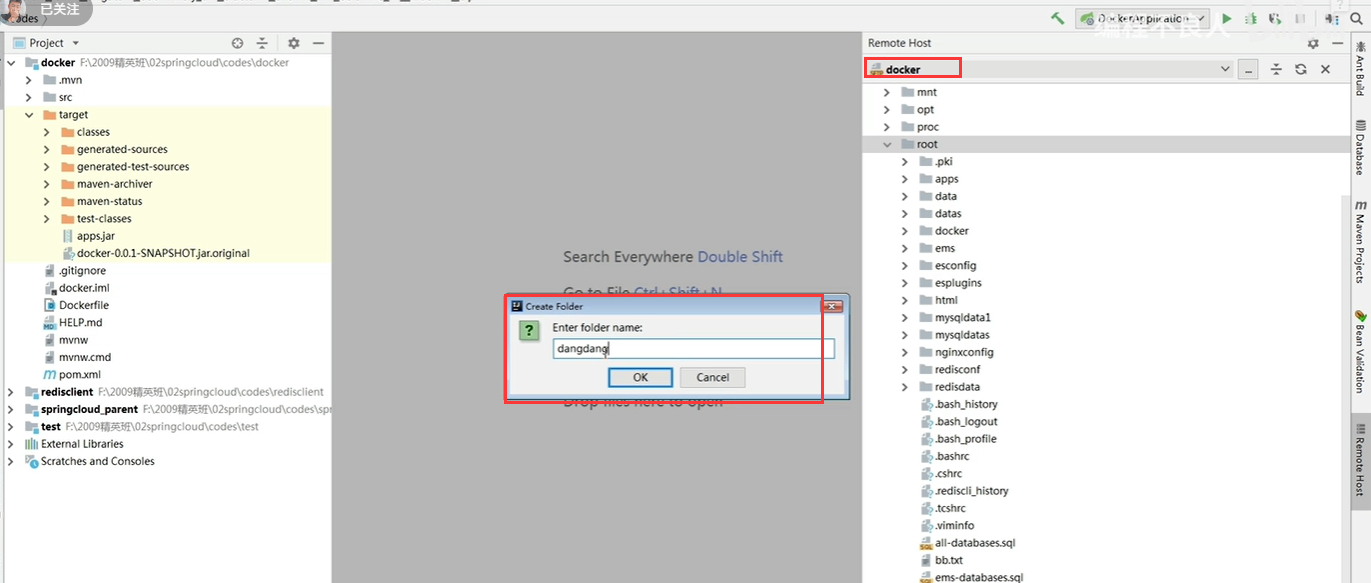 已关注
odes
DockerApplication
编程不良人
Project
docker F:\2009精英班\02springcloud\codes\docker
.mvn
src
target
classes
generated-sources
generated-test-sources
maven-archiver
maven-status
test-classes
apps.jar
docker-0.0.1-SNAPSHOT.jar.original
.gitignore
docker.iml
Dockerfile
HELP.md
mvnw
mvnw.cmd
pom.xml
redisclient F:\2009精英班\02springcloud\codes\redisclient
springcloud_parent F:\2009精英班\02springcloud\codes\spr
test F:\2009精英班\02springcloud\codes\test
External Libraries
Scratches and Consoles
Search Everywhere Double Shift
Go to File Ctrl+Shift+N
Create Folder
Enter folder name:
dangdang
OK
Cancel
Drop files here to open
Remote Host
docker
mnt
opt
proc
root
.pki
apps
data
datas
docker
ems
esconfig
esplugins
html
mysqldata1
mysqldatas
nginxconfig
redisconf
redisdata
.bash_history
.bash_logout
.bash_profile
.bashrc
.cshrc
.rediscli_history
.tcshrc
.viminfo
all-databases.sql
bb.txt
ems-databases.sql
Ant Build
Database
Maven Projects
Bean Validation
Remote Host